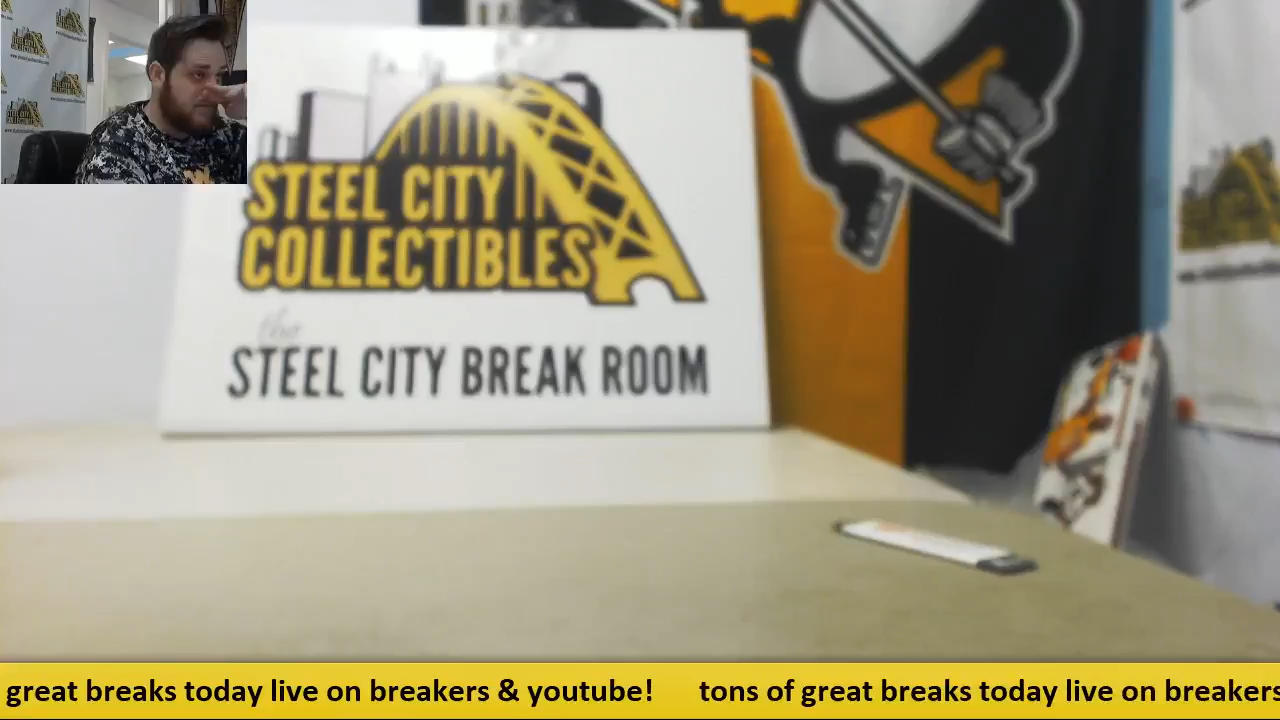 STEEL CITY
COLLECTIBLES
the
STEEL CITY BREAK ROOM
great breaks today live on breakers & youtube! tons of great breaks today live on breakers